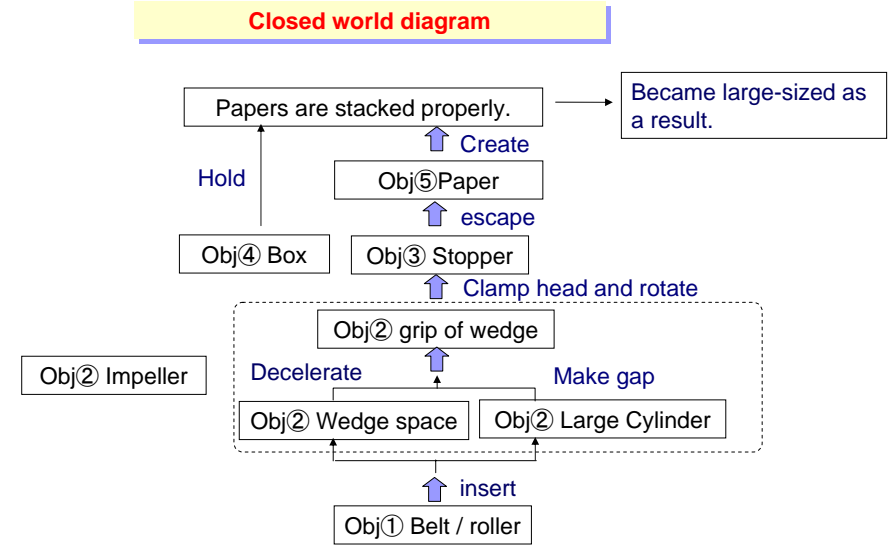 Closed world diagram
Papers are stacked properly.
Became large-sized as
a result.
Create
Hold
Obj⑤Paper
escape
Obj④ Box
Obj③ Stopper
Clamp head and rotate
Obj② grip of wedge
Obj② Impeller
Decelerate
Make gap
Obj② Wedge space
Obj② Large Cylinder
insert
Obj① Belt / roller